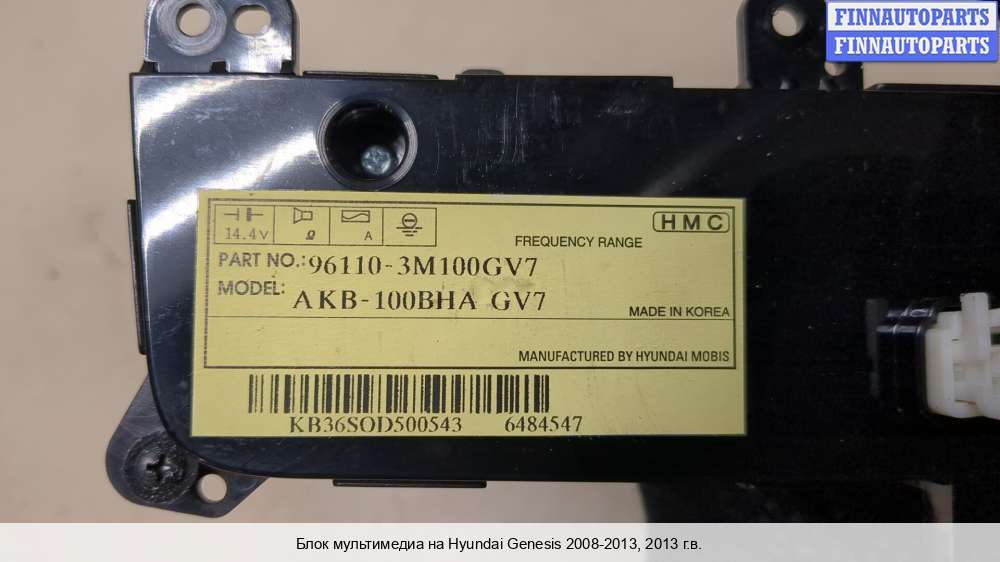 FINNAUTOPARTS
FINNAUTOPARTS
14.4V Ω A
HMC
FREQUENCY RANGE
PART NO.: 96110-3M100GV7
MODEL: AKB-100BHA GV7
MADE IN KOREA
MANUFACTURED BY HYUNDAI MOBIS
KB36SOD500543 6484547
Блок мультимедиа на Hyundai Genesis 2008-2013, 2013 г.в.